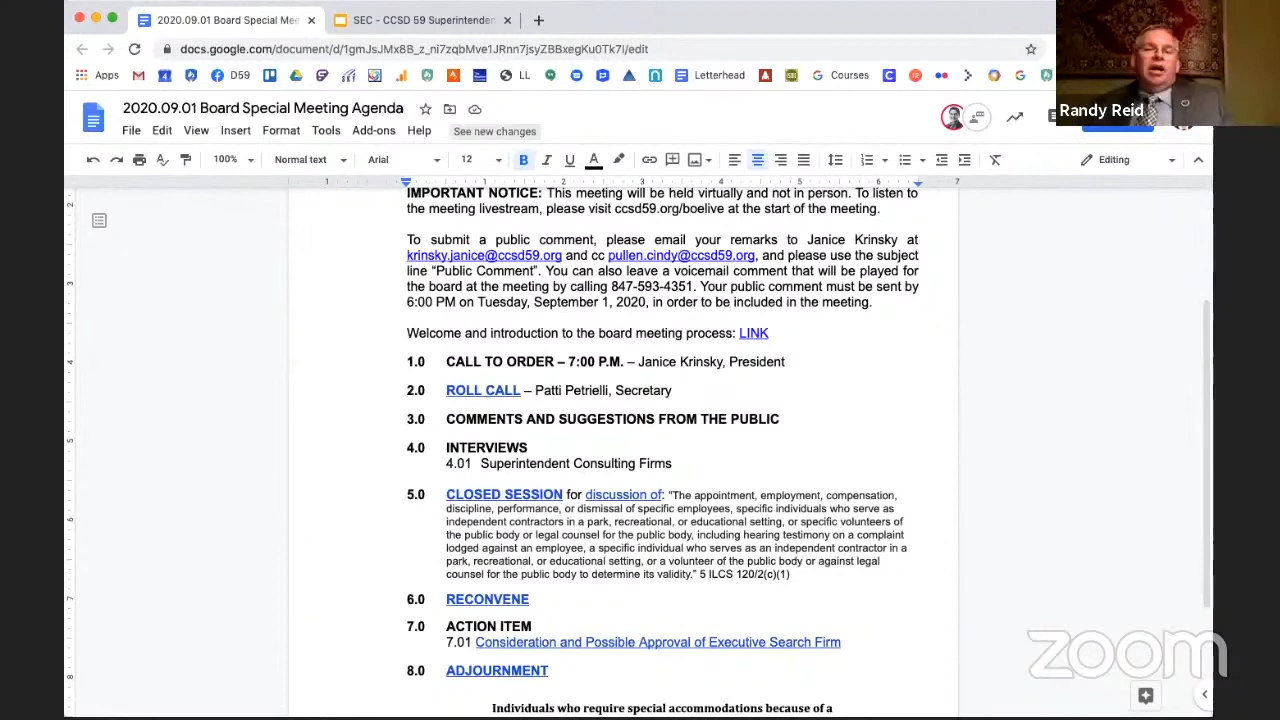 2020.09.01 Board Special Mee
SEC - CCSD 59 Superintenden
docs.google.com/document/d/1gmJsJMx8B_z_ni7zqbMve1JRnn7jsyZBBxegKu0Tk7I/edit
Apps
D59
LL
Letterhead
Courses
Randy Reid
2020.09.01 Board Special Meeting Agenda
File Edit View Insert Format Tools Add-ons Help See new changes
100% Normal text Arial 12 B I U A Editing
1 1 2 3 4 5 6 7
IMPORTANT NOTICE: This meeting will be held virtually and not in person. To listen to
the meeting livestream, please visit ccsd59.org/boelive at the start of the meeting.
To submit a public comment, please email your remarks to Janice Krinsky at
krinsky.janice@ccsd59.org and cc pullen.cindy@ccsd59.org, and please use the subject
line “Public Comment”. You can also leave a voicemail comment that will be played for
the board at the meeting by calling 847-593-4351. Your public comment must be sent by
6:00 PM on Tuesday, September 1, 2020, in order to be included in the meeting.
Welcome and introduction to the board meeting process: LINK
1.0 CALL TO ORDER – 7:00 P.M. – Janice Krinsky, President
2.0 ROLL CALL – Patti Petrielli, Secretary
3.0 COMMENTS AND SUGGESTIONS FROM THE PUBLIC
4.0 INTERVIEWS
4.01 Superintendent Consulting Firms
5.0 CLOSED SESSION for discussion of: “The appointment, employment, compensation,
discipline, performance, or dismissal of specific employees, specific individuals who serve as
independent contractors in a park, recreational, or educational setting, or specific volunteers of
the public body or legal counsel for the public body, including hearing testimony on a complaint
lodged against an employee, a specific individual who serves as an independent contractor in a
park, recreational, or educational setting, or a volunteer of the public body or against legal
counsel for the public body to determine its validity.” 5 ILCS 120/2(c)(1)
6.0 RECONVENE
7.0 ACTION ITEM
7.01 Consideration and Possible Approval of Executive Search Firm
8.0 ADJOURNMENT
Individuals who require special accommodations because of a
zoom